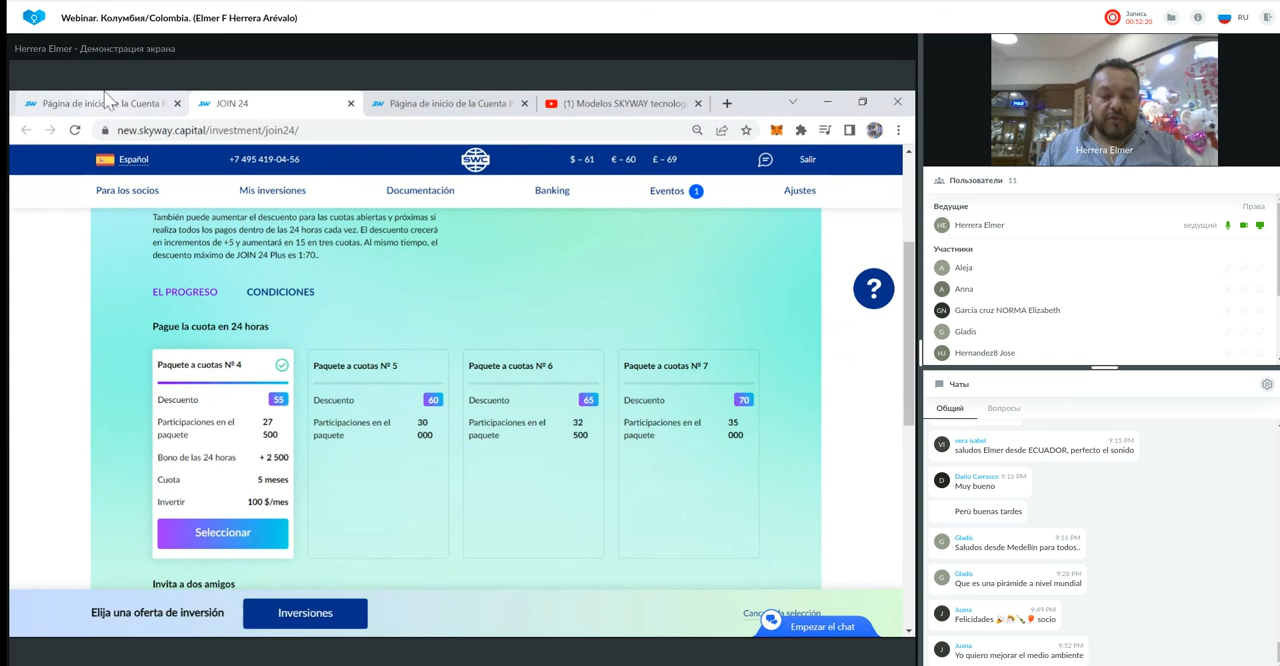 Webinar. Колумбия/Colombia. (Elmer F Herrera Arévalo)
Запись
00:52:20
RU
Herrera Elmer - Демонстрация экрана
Página de inicio de la Cuenta P
JOIN 24
Página de inicio de la Cuenta P
(1) Modelos SKYWAY tecnolog
new.skyway.capital/investment/join24/
Español
+7 495 419-04-56
SWC
$ – 61
€ – 60
£ – 69
Salir
Para los socios
Mis inversiones
Documentación
Banking
Eventos 1
Ajustes
También puede aumentar el descuento para las cuotas abiertas y próximas si
realiza todos los pagos dentro de las 24 horas cada vez. El descuento crecerá
en incrementos de +5 y aumentará en 15 en tres cuotas. Al mismo tiempo, el
descuento máximo de JOIN 24 Plus es 1:70..
EL PROGRESO
CONDICIONES
?
Pague la cuota en 24 horas
Paquete a cuotas Nº 4
Descuento 55
Participaciones en el 27
paquete 500
Bono de las 24 horas + 2 500
Cuota 5 meses
Invertir 100 $/mes
Seleccionar
Paquete a cuotas Nº 5
Descuento 60
Participaciones en el 30
paquete 000
Paquete a cuotas Nº 6
Descuento 65
Participaciones en el 32
paquete 500
Paquete a cuotas Nº 7
Descuento 70
Participaciones en el 35
paquete 000
Invita a dos amigos
Elija una oferta de inversión
Inversiones
la selección
Empezar el chat
Herrera Elmer
Пользователи 11
Ведущие
Права
HE
Herrera Elmer
ведущий
Участники
A
Aleja
A
Anna
GN
Garcia cruz NORMA Elizabeth
G
Gladis
HJ
Hernandez8 Jose
Чаты
Общий
Вопросы
VI
vera isabel 9:15 PM
saludos Elmer desde ECUADOR, perfecto el sonido
D
Dario Carrasco 9:16 PM
Muy bueno
Perú buenas tardes
G
Gladis 9:16 PM
Saludos desde Medellín para todos..
G
Gladis 9:28 PM
Que es una pirámide a nivel mundial
J
Juana 9:49 PM
Felicidades 🎉🎊🍾🎈 socio
J
Juana 9:52 PM
Yo quiero mejorar el medio ambiente